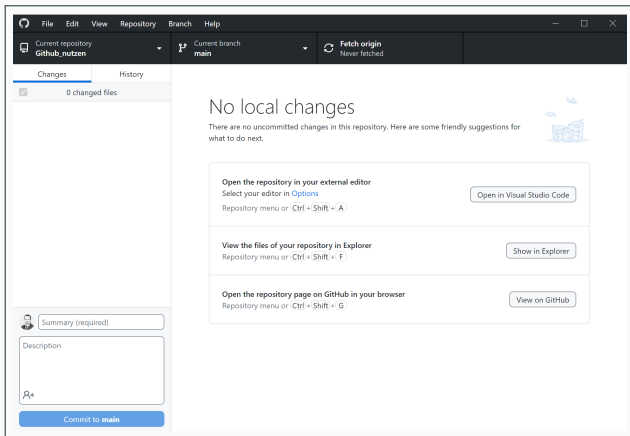 File Edit View Repository Branch Help
Current repository
Github_nutzen
Current branch
main
Fetch origin
Never fetched
Changes History
0 changed files
No local changes
There are no uncommitted changes in this repository. Here are some friendly suggestions for
what to do next.
Open the repository in your external editor
Select your editor in Options
Repository menu or Ctrl + Shift + A
Open in Visual Studio Code
View the files of your repository in Explorer
Repository menu or Ctrl + Shift + F
Show in Explorer
Open the repository page on GitHub in your browser
Repository menu or Ctrl + Shift + G
View on GitHub
Summary (required)
Description
Commit to main